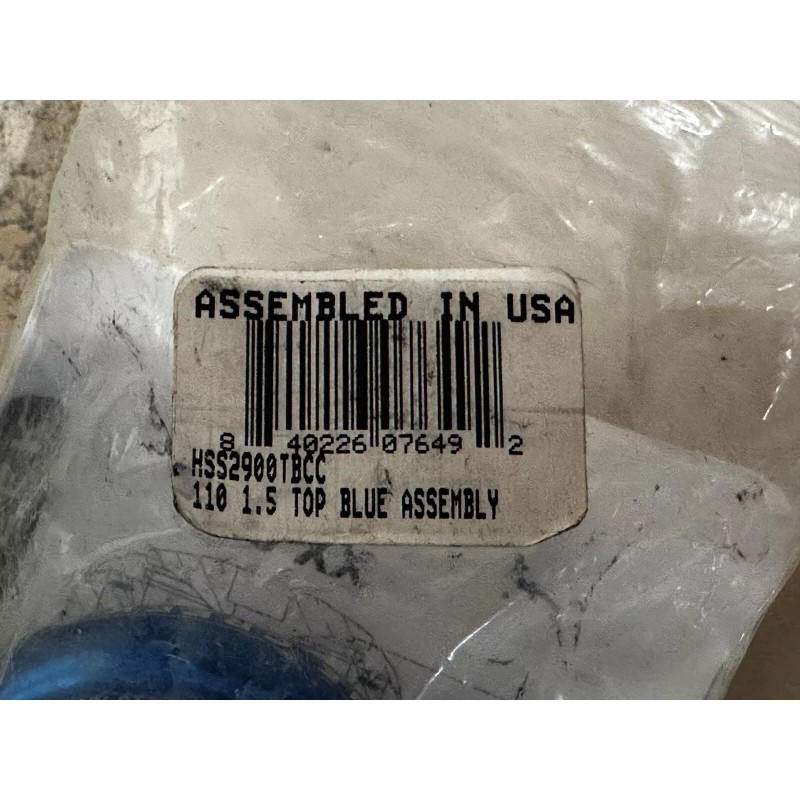 ASSEMBLED IN USA
8 40226 07649 2
HSS2900TBCC
110 1.5 TOP BLUE ASSEMBLY